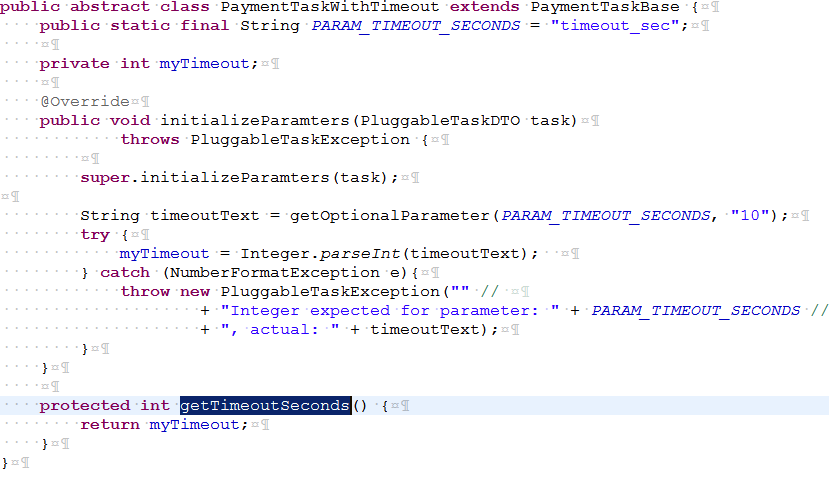 public abstract class PaymentTaskWithTimeout extends PaymentTaskBase {
    public static final String PARAM_TIMEOUT_SECONDS = "timeout_sec";

    private int myTimeout;

    @Override
    public void initializeParamters(PluggableTaskDTO task)
            throws PluggableTaskException {

        super.initializeParamters(task);

        String timeoutText = getOptionalParameter(PARAM_TIMEOUT_SECONDS, "10");
        try {
            myTimeout = Integer.parseInt(timeoutText);
        } catch (NumberFormatException e){
            throw new PluggableTaskException("" //
                    + "Integer expected for parameter: " + PARAM_TIMEOUT_SECONDS //
                    + ", actual: " + timeoutText);
        }
    }

    protected int getTimeoutSeconds() {
        return myTimeout;
    }
}